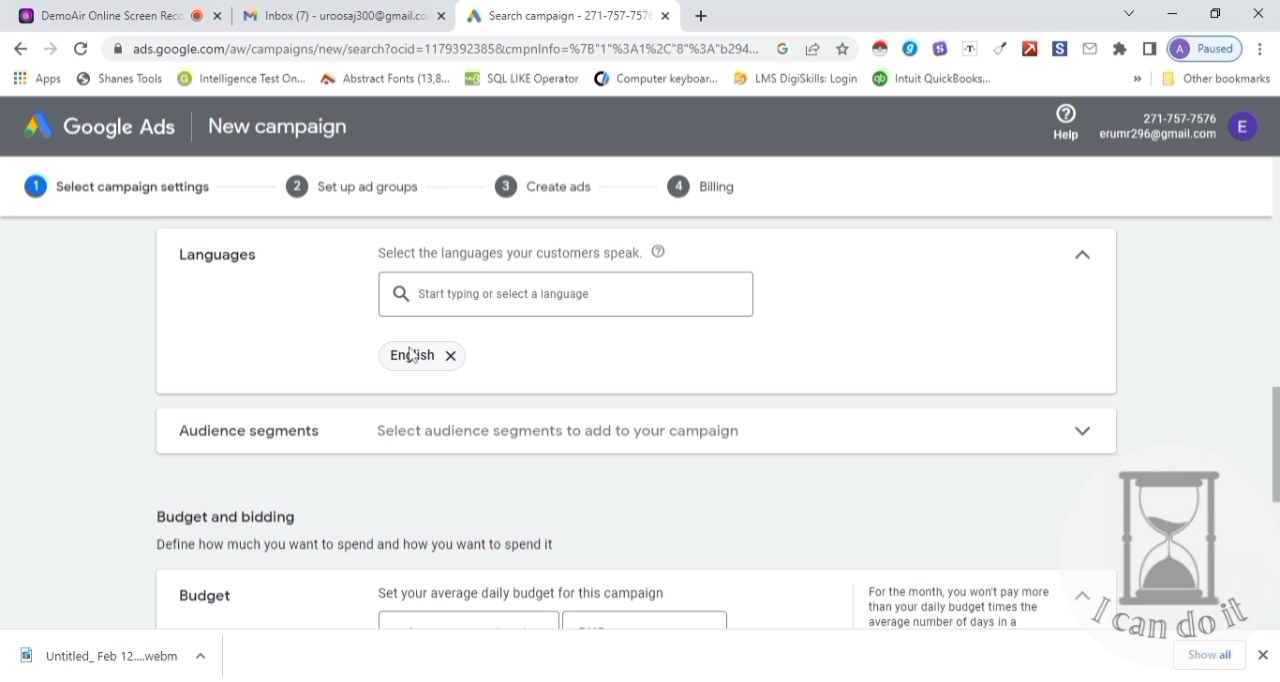 DemoAir Online Screen Reco
Inbox (7) - uroosaj300@gmail.co
Search campaign - 271-757-757
ads.google.com/aw/campaigns/new/search?ocid=1179392385&cmpnInfo=%7B"1"%3A1%2C"8"%3A"b294...
A Paused
Apps
Shanes Tools
Intelligence Test On...
Abstract Fonts (13,8...
SQL LIKE Operator
Computer keyboar...
LMS DigiSkills: Login
Intuit QuickBooks...
Other bookmarks
Google Ads
New campaign
Help
271-757-7576
erumr296@gmail.com
E
1 Select campaign settings
2 Set up ad groups
3 Create ads
4 Billing
Languages
Select the languages your customers speak.
Start typing or select a language
English
Audience segments
Select audience segments to add to your campaign
Budget and bidding
Define how much you want to spend and how you want to spend it
Budget
Set your average daily budget for this campaign
For the month, you won't pay more
than your daily budget times the
average number of days in a
I can do it
Untitled_ Feb 12....webm
Show all